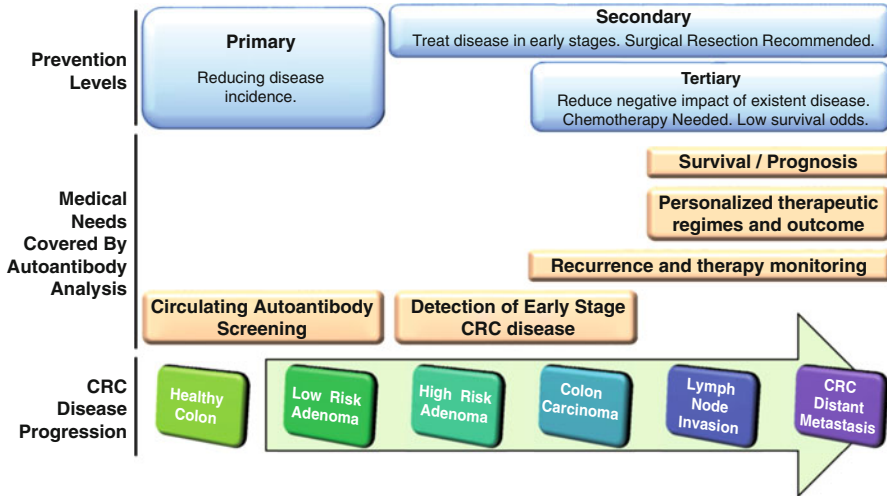 Prevention
Levels
Primary
Reducing disease
incidence.
Secondary
Treat disease in early stages. Surgical Resection Recommended.
Tertiary
Reduce negative impact of existent disease.
Chemotherapy Needed. Low survival odds.
Medical
Needs
Covered By
Autoantibody
Analysis
Survival / Prognosis
Personalized therapeutic
regimes and outcome
Recurrence and therapy monitoring
Circulating Autoantibody
Screening
Detection of Early Stage
CRC disease
CRC
Disease
Progression
Healthy
Colon
Low Risk
Adenoma
High Risk
Adenoma
Colon
Carcinoma
Lymph
Node
Invasion
CRC
Distant
Metastasis